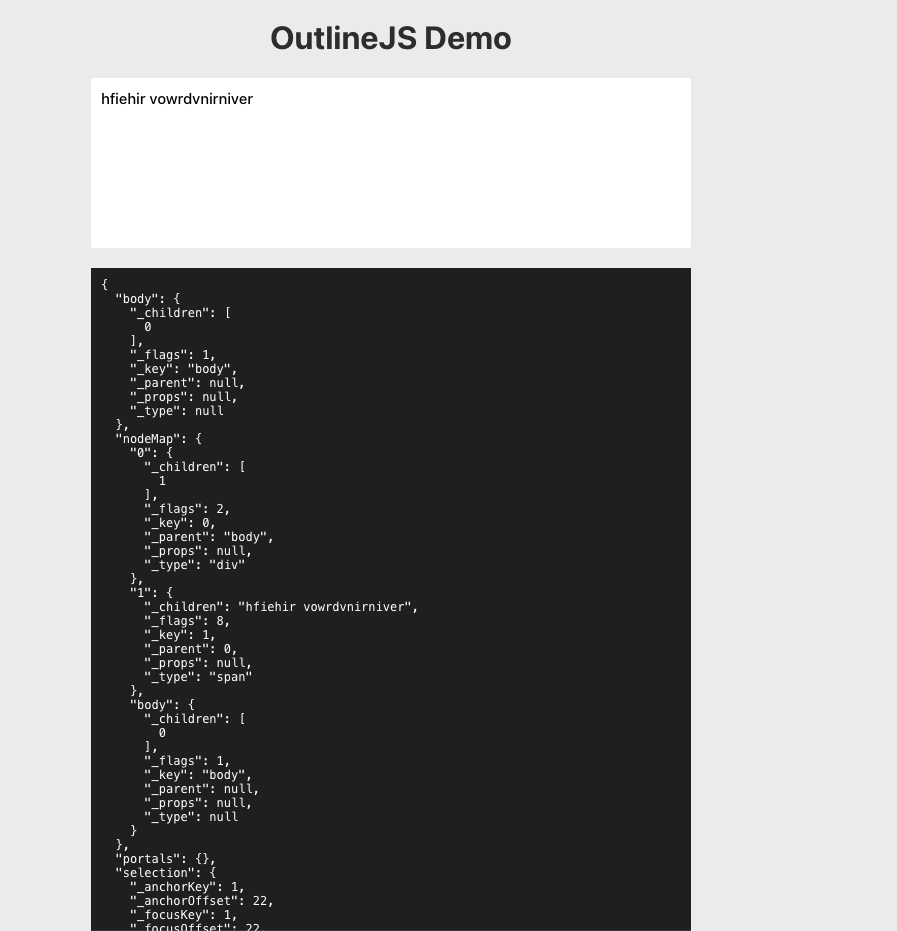 OutlineJS Demo
hfiehir vowrdvnirniver
{
  "body": {
    "_children": [
      0
    ],
    "_flags": 1,
    "_key": "body",
    "_parent": null,
    "_props": null,
    "_type": null
  },
  "nodeMap": {
    "0": {
      "_children": [
        1
      ],
      "_flags": 2,
      "_key": 0,
      "_parent": "body",
      "_props": null,
      "_type": "div"
    },
    "1": {
      "_children": "hfiehir vowrdvnirniver",
      "_flags": 8,
      "_key": 1,
      "_parent": 0,
      "_props": null,
      "_type": "span"
    },
    "body": {
      "_children": [
        0
      ],
      "_flags": 1,
      "_key": "body",
      "_parent": null,
      "_props": null,
      "_type": null
    }
  },
  "portals": {},
  "selection": {
    "_anchorKey": 1,
    "_anchorOffset": 22,
    "_focusKey": 1,
    "_focusOffset": 22